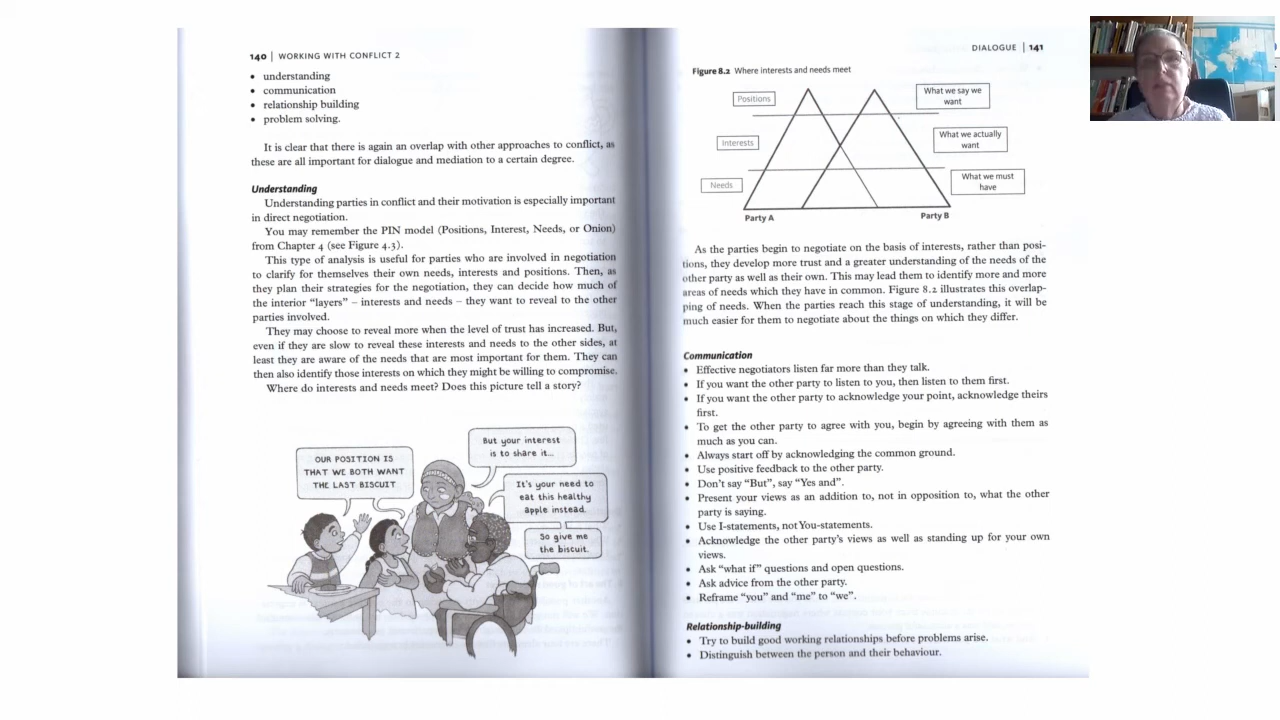 140 | WORKING WITH CONFLICT 2
• understanding
• communication
• relationship building
• problem solving.
It is clear that there is again an overlap with other approaches to conflict, as
these are all important for dialogue and mediation to a certain degree.
Understanding
Understanding parties in conflict and their motivation is especially important
in direct negotiation.
You may remember the PIN model (Positions, Interest, Needs, or Onion)
from Chapter 4 (see Figure 4.3).
This type of analysis is useful for parties who are involved in negotiation
to clarify for themselves their own needs, interests and positions. Then, as
they plan their strategies for the negotiation, they can decide how much of
the interior “layers” – interests and needs – they want to reveal to the other
parties involved.
They may choose to reveal more when the level of trust has increased. But,
even if they are slow to reveal these interests and needs to the other sides, at
least they are aware of the needs that are most important for them. They can
then also identify those interests on which they might be willing to compromise.
Where do interests and needs meet? Does this picture tell a story?
OUR POSITION IS
THAT WE BOTH WANT
THE LAST BISCUIT
But your interest
is to share it...
It's your need to
eat this healthy
apple instead.
So give me
the biscuit.
DIALOGUE | 141
Figure 8.2 Where interests and needs meet
Positions
What we say we
want
Interests
What we actually
want
Needs
What we must
have
Party A
Party B
As the parties begin to negotiate on the basis of interests, rather than posi-
tions, they develop more trust and a greater understanding of the needs of the
other party as well as their own. This may lead them to identify more and more
areas of needs which they have in common. Figure 8.2 illustrates this overlap-
ping of needs. When the parties reach this stage of understanding, it will be
much easier for them to negotiate about the things on which they differ.
Communication
• Effective negotiators listen far more than they talk.
• If you want the other party to listen to you, then listen to them first.
• If you want the other party to acknowledge your point, acknowledge theirs
first.
• To get the other party to agree with you, begin by agreeing with them as
much as you can.
• Always start off by acknowledging the common ground.
• Use positive feedback to the other party.
• Don’t say “But”, say “Yes and”.
• Present your views as an addition to, not in opposition to, what the other
party is saying.
• Use I-statements, not You-statements.
• Acknowledge the other party’s views as well as standing up for your own
views.
• Ask “what if” questions and open questions.
• Ask advice from the other party.
• Reframe “you” and “me” to “we”.
Relationship-building
• Try to build good working relationships before problems arise.
• Distinguish between the person and their behaviour.